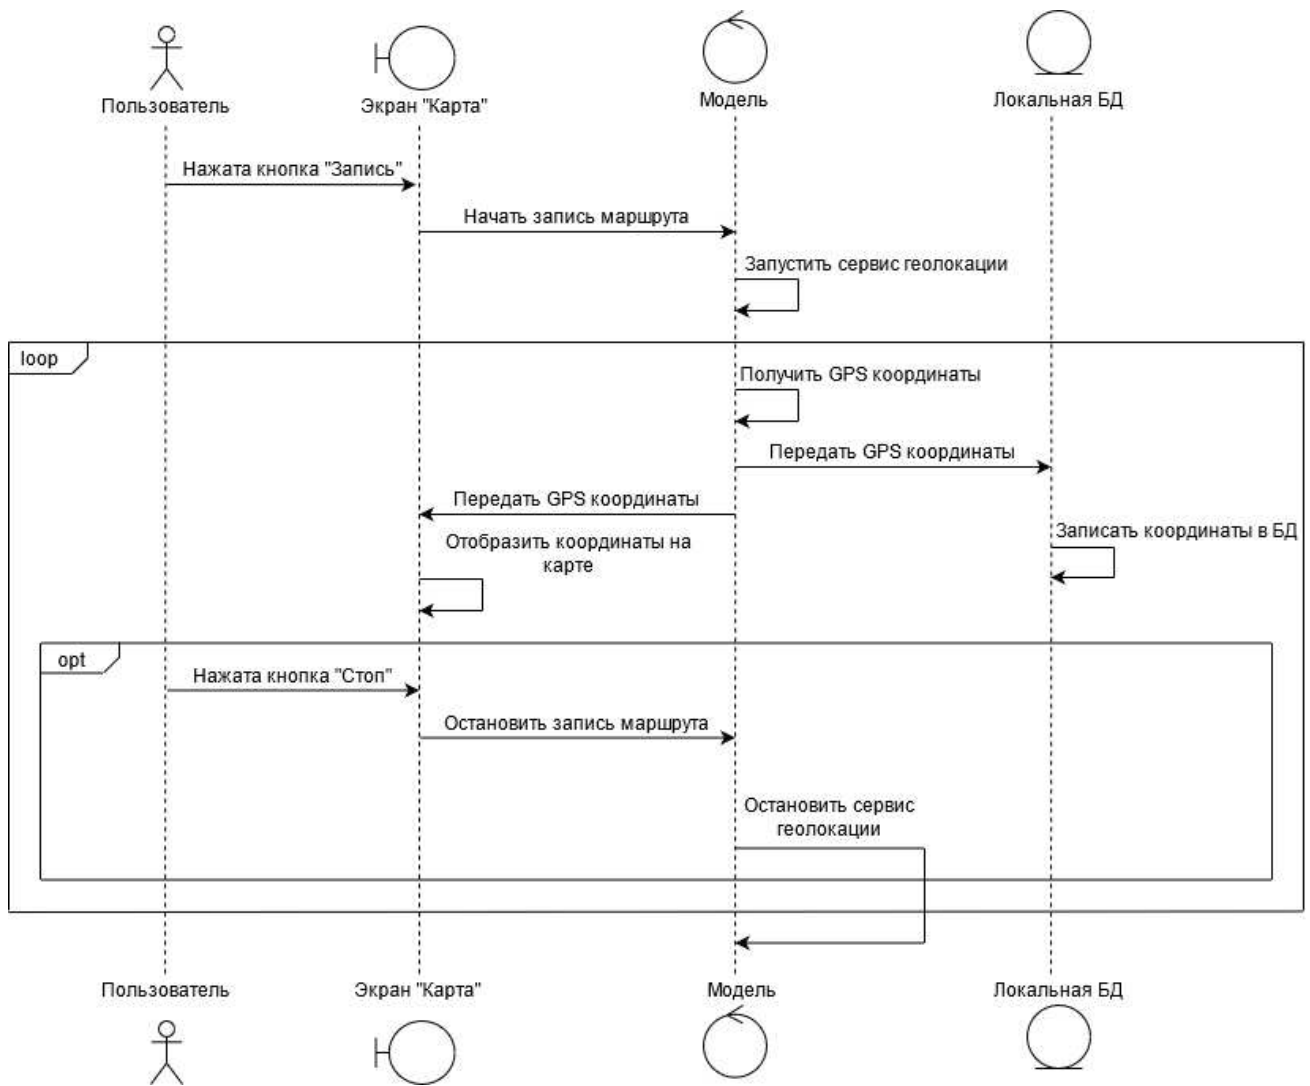 Пользователь
Экран "Карта"
Модель
Локальная БД
Нажата кнопка "Запись"
Начать запись маршрута
Запустить сервис геолокации
loop
Получить GPS координаты
Передать GPS координаты
Передать GPS координаты
Записать координаты в БД
Отобразить координаты на
карте
opt
Нажата кнопка "Стоп"
Остановить запись маршрута
Остановить сервис
геолокации
Пользователь
Экран "Карта"
Модель
Локальная БД